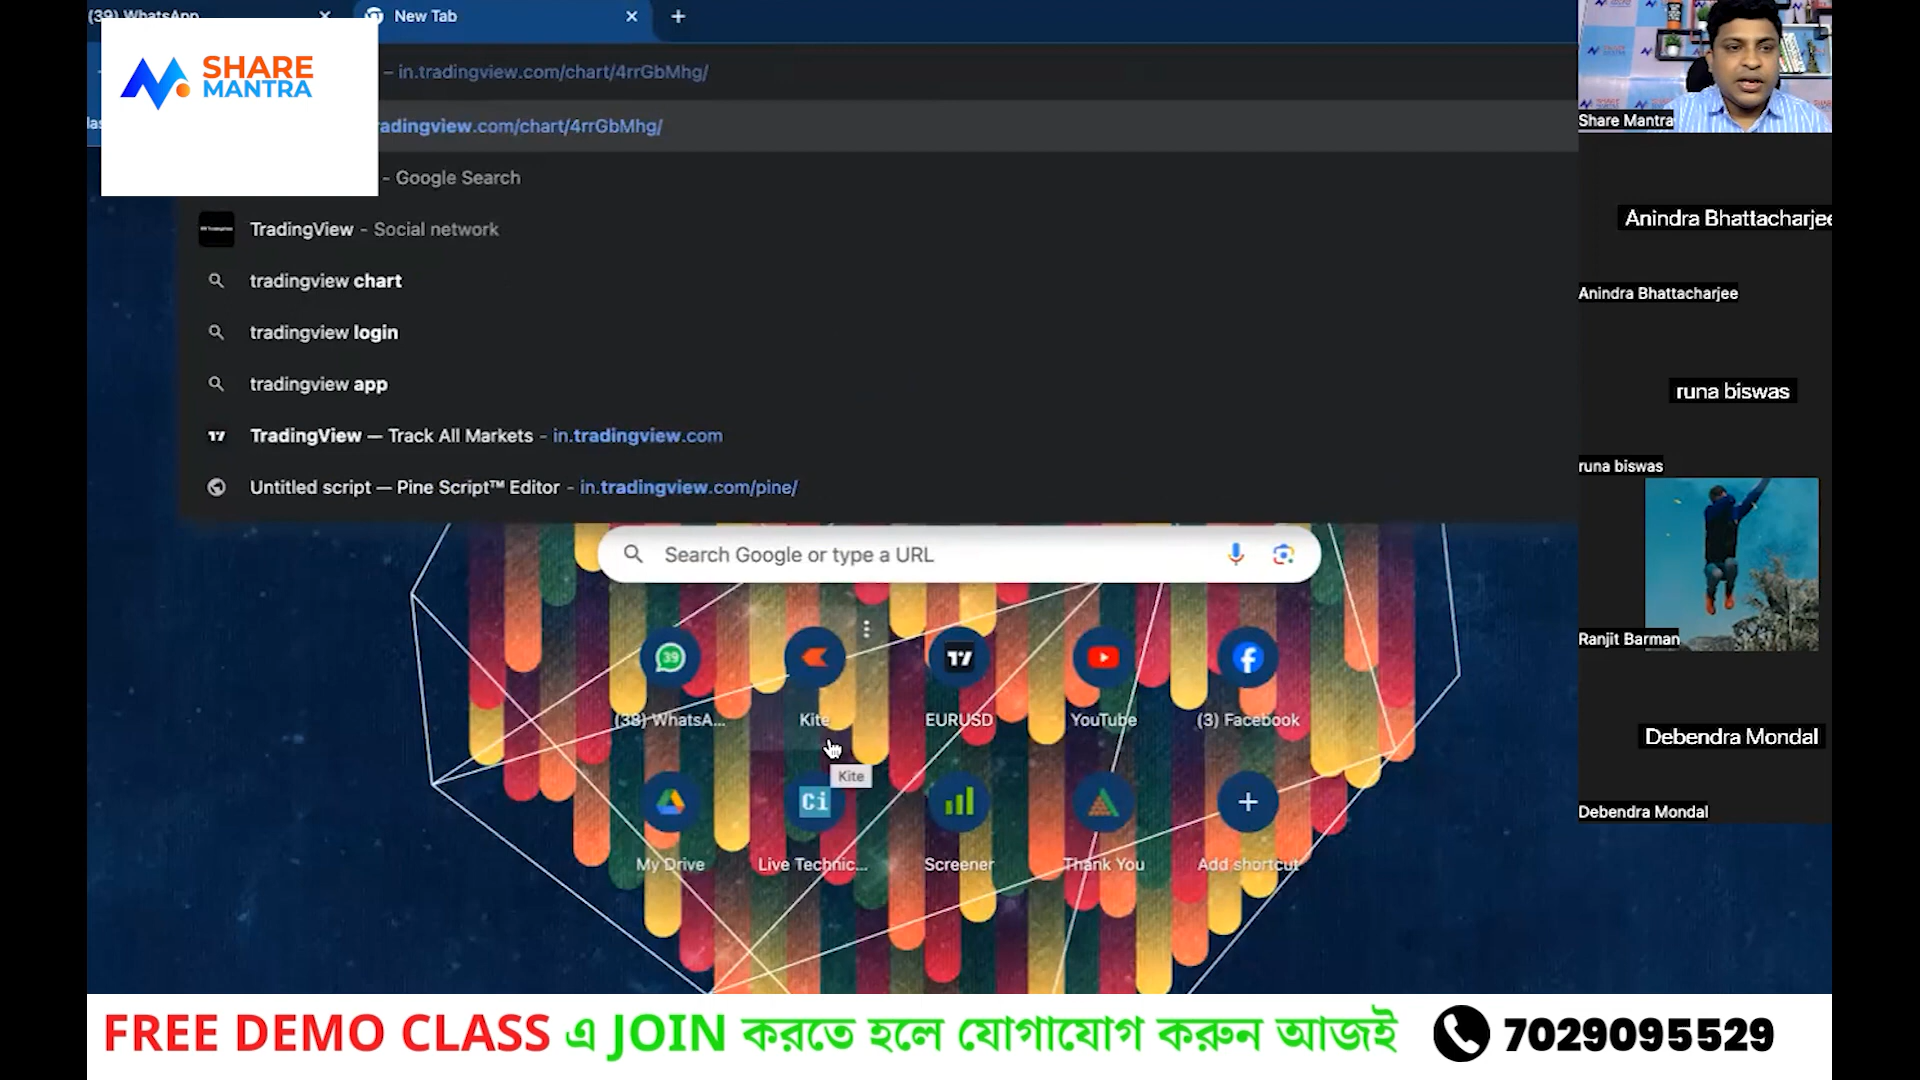 (39) WhatsApp
New Tab
SHARE
MANTRA
– in.tradingview.com/chart/4rrGbMhg/
adingview.com/chart/4rrGbMhg/
- Google Search
TradingView - Social network
tradingview chart
tradingview login
tradingview app
TradingView — Track All Markets - in.tradingview.com
Untitled script — Pine Script™ Editor - in.tradingview.com/pine/
Search Google or type a URL
39
(38) WhatsA...
Kite
EURUSD
YouTube
(3) Facebook
Kite
Ci
My Drive
Live Technic...
Screener
Thank You
Add shortcut
Share Mantra
Anindra Bhattacharjee
Anindra Bhattacharjee
runa biswas
runa biswas
Ranjit Barman
Debendra Mondal
Debendra Mondal
FREE DEMO CLASS এ JOIN করতে হলে যোগাযোগ করুন আজই 7029095529